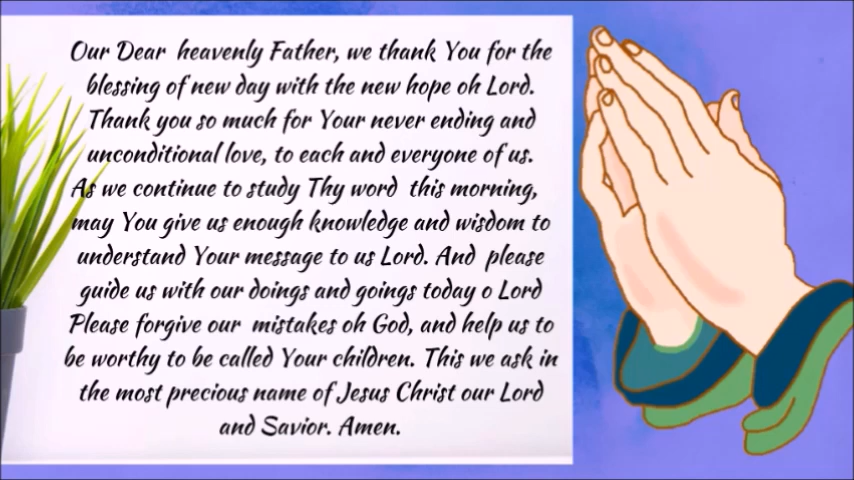 Our Dear heavenly Father, we thank You for the
blessing of new day with the new hope oh Lord.
Thank you so much for Your never ending and
unconditional love, to each and everyone of us.
As we continue to study Thy word this morning,
may You give us enough knowledge and wisdom to
understand Your message to us Lord. And please
guide us with our doings and goings today o Lord
Please forgive our mistakes oh God, and help us to
be worthy to be called Your children. This we ask in
the most precious name of Jesus Christ our Lord
and Savior. Amen.